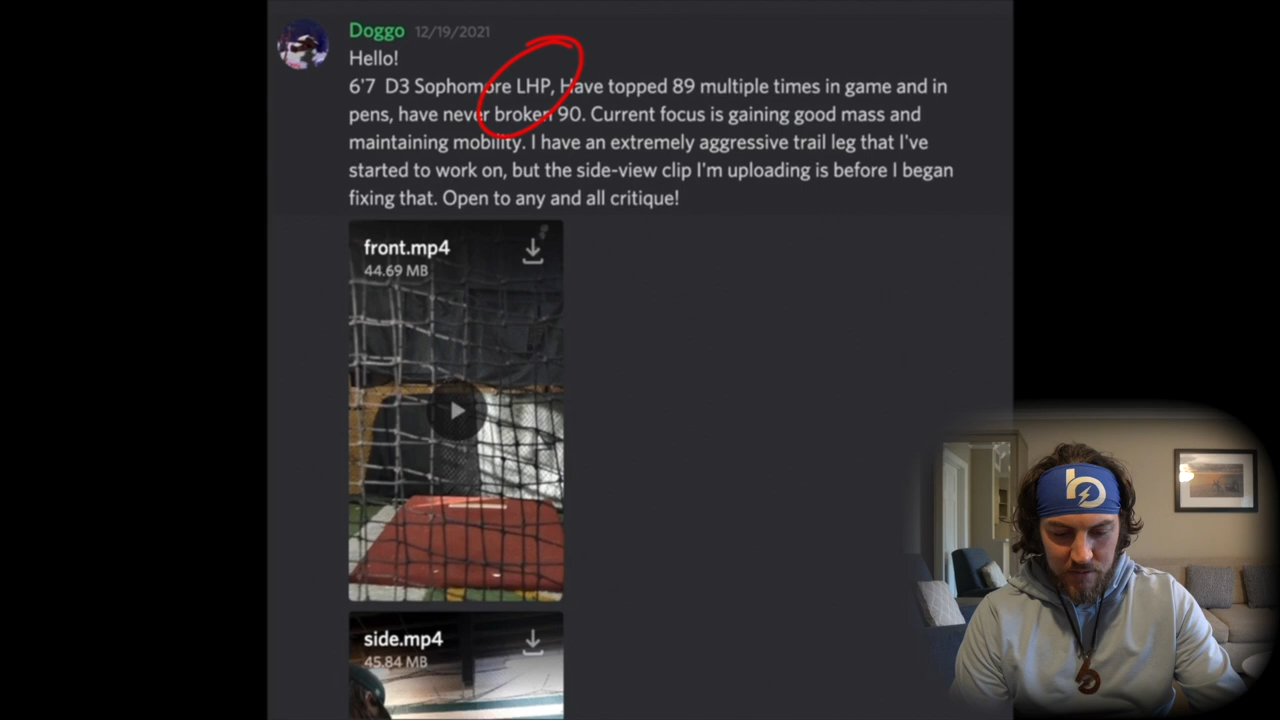 Doggo 12/19/2021
Hello!
6'7 D3 Sophomore LHP, Have topped 89 multiple times in game and in
pens, have never broken 90. Current focus is gaining good mass and
maintaining mobility. I have an extremely aggressive trail leg that I've
started to work on, but the side-view clip I'm uploading is before I began
fixing that. Open to any and all critique!
front.mp4
44.69 MB
side.mp4
45.84 MB